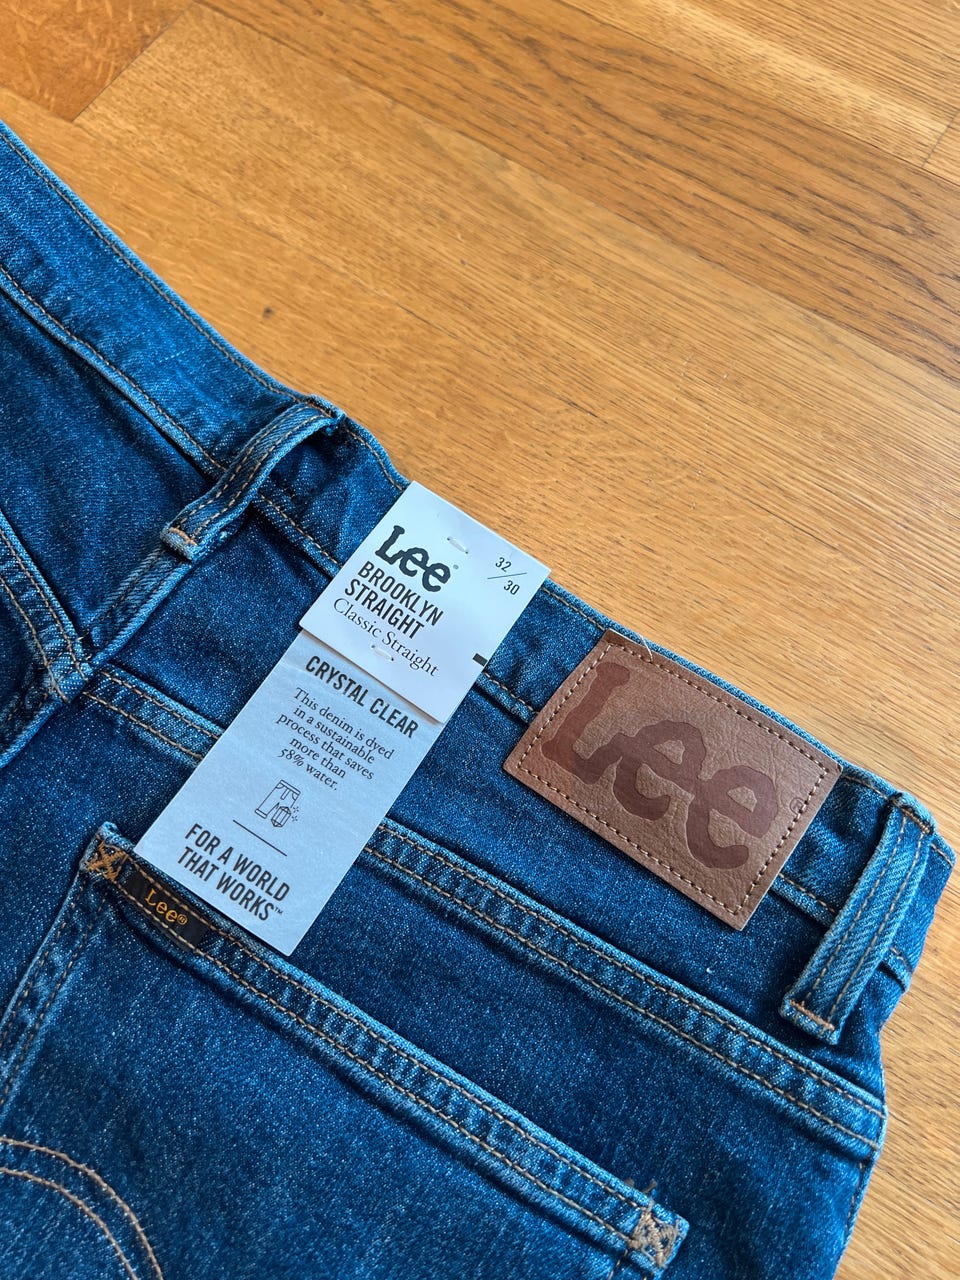 Lee®
32/30
BROOKLYN
STRAIGHT
Classic Straight
CRYSTAL CLEAR
This denim is dyed
in a sustainable
process that saves
more than
58% water.
FOR A WORLD
THAT WORKS™
Lee®
Lee®